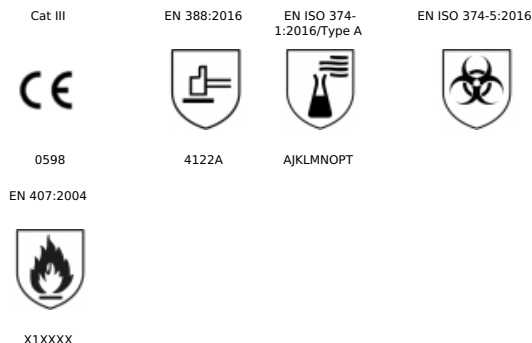 Cat III
EN 388:2016
EN ISO 374-
1:2016/Type A
EN ISO 374-5:2016
CE
0598
4122A
AJKLMNOPT
EN 407:2004
X1XXXX